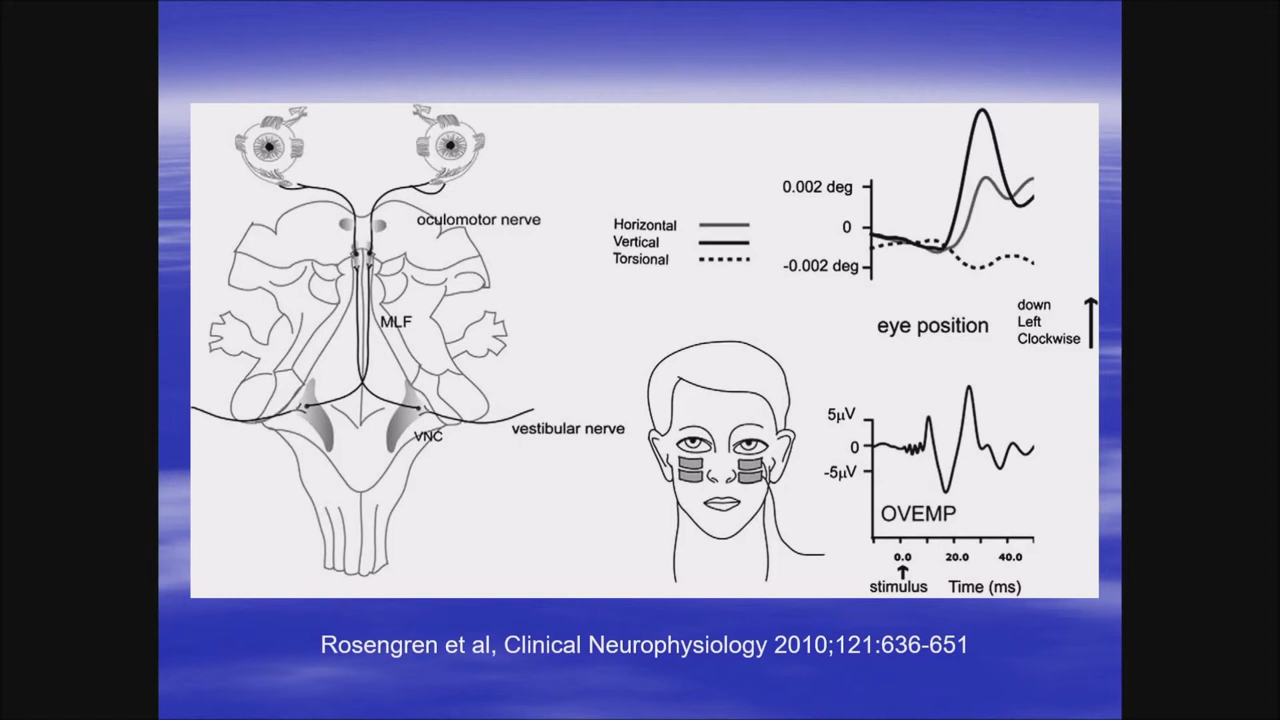 oculomotor nerve
MLF
VNC
vestibular nerve
Horizontal
Vertical
Torsional
0.002 deg
0
-0.002 deg
eye position
down
Left
Clockwise
5µV
0
-5µV
OVEMP
0.0 20.0 40.0
stimulus Time (ms)
Rosengren et al, Clinical Neurophysiology 2010;121:636-651